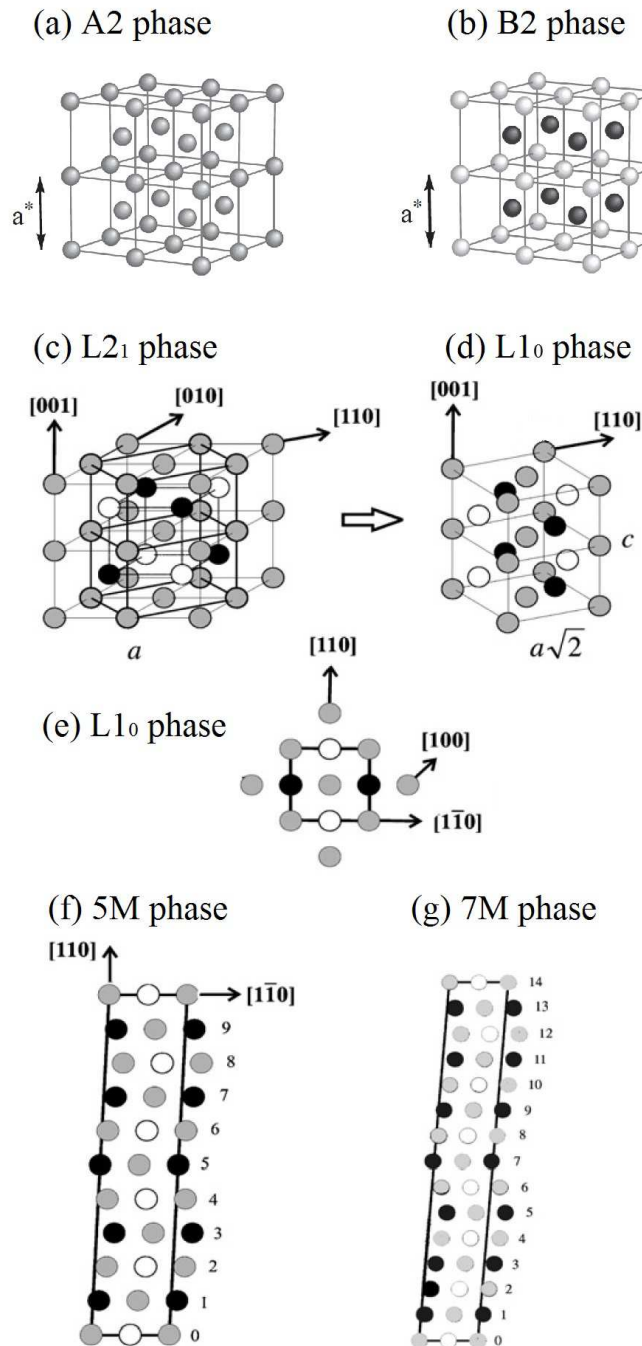 (a) A2 phase
(b) B2 phase
a*
a*
(c) L2₁ phase
(d) L1₀ phase
[001]
[010]
[110]
[001]
[110]
a
c
a√2
(e) L1₀ phase
[110]
[100]
[11̅0]
(f) 5M phase
(g) 7M phase
[110]
[11̅0]
9
8
7
6
5
4
3
2
1
0
14
13
12
11
10
9
8
7
6
5
4
3
2
1
0